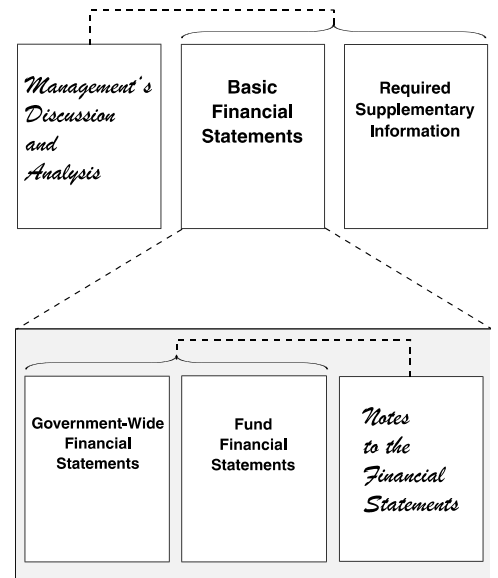 Management's
Discussion
and
Analysis
Basic
Financial
Statements
Required
Supplementary
Information
Government-Wide
Financial
Statements
Fund
Financial
Statements
Notes
to the
Financial
Statements